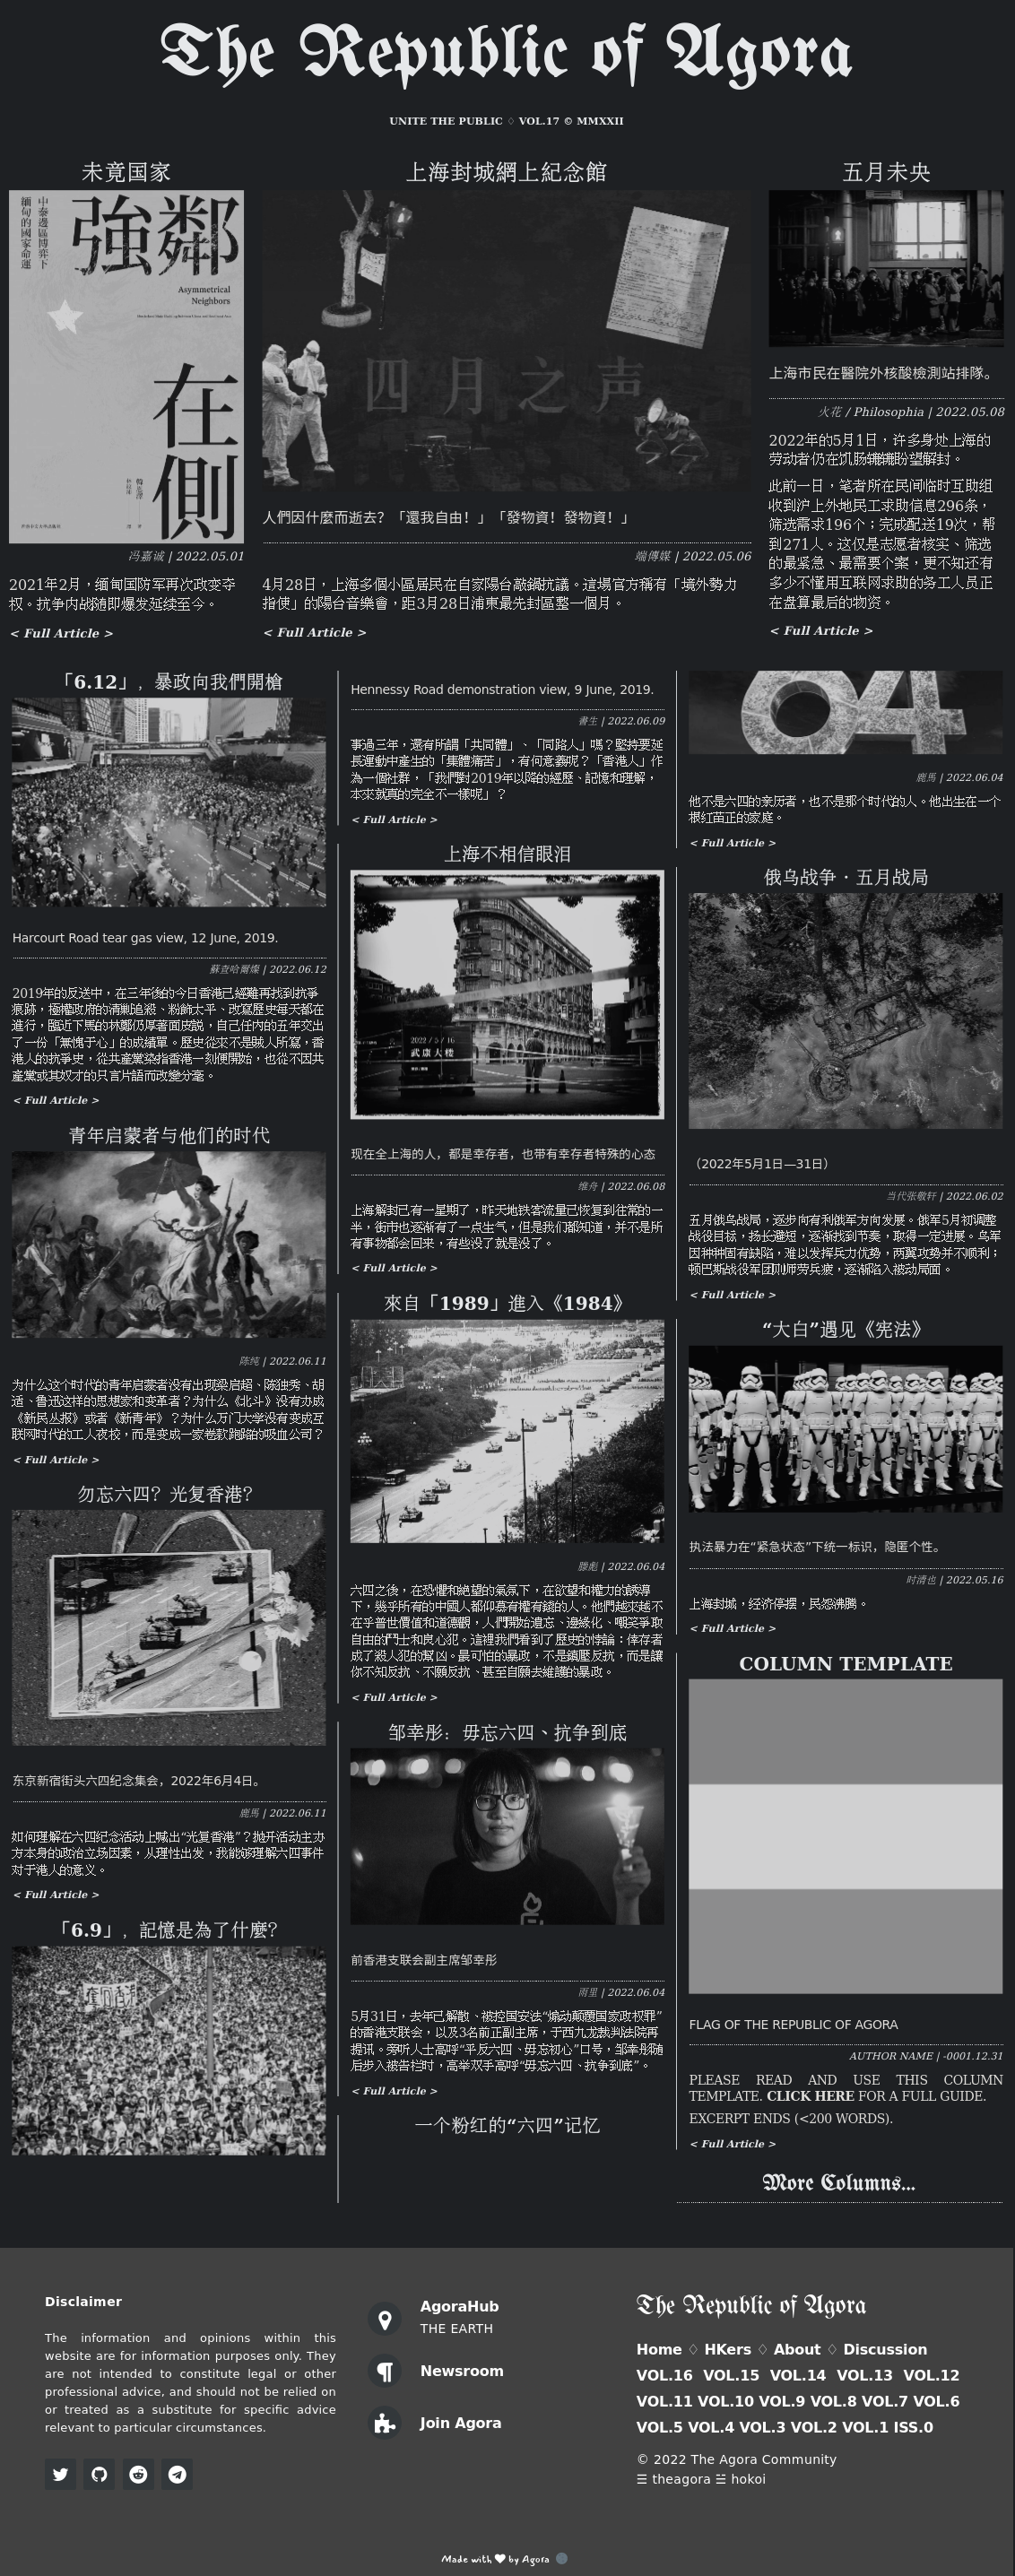 The Republic of Agora
UNITE THE PUBLIC ♢ VOL.17 © MMXXII
未竟国家
緬甸的國家命運
中泰邊區博弈下
強鄰
Asymmetrical
Neighbors
在側
冯嘉诚 | 2022.05.01
2021年2月，缅甸国防军再次政变夺
权。抗争内战随即爆发延续至今。
< Full Article >
上海封城網上紀念館
四月之声
人們因什麼而逝去？「還我自由！」「發物資！發物資！」
端傳媒 | 2022.05.06
4月28日，上海多個小區居民在自家陽台敲鍋抗議。這場官方稱有「境外勢力
指使」的陽台音樂會，距3月28日浦東最先封區整一個月。
< Full Article >
五月未央
上海市民在醫院外核酸檢測站排隊。
火花 / Philosophia | 2022.05.08
2022年的5月1日，许多身处上海的
劳动者仍在饥肠辘辘盼望解封。
此前一日，笔者所在民间临时互助组
收到沪上外地民工求助信息296条，
筛选需求196个；完成配送19次，帮
到271人。这仅是志愿者核实、筛选
的最紧急、最需要个案，更不知还有
多少不懂用互联网求助的务工人员正
在盘算最后的物资。
< Full Article >
「6.12」，暴政向我們開槍
Harcourt Road tear gas view, 12 June, 2019.
蘇查哈爾燦 | 2022.06.12
2019年的反送中，在三年後的今日香港已經難再找到抗爭
痕跡，極權政府的清剿追殺、粉飾太平、改寫歷史每天都在
進行，臨近下馬的林鄭仍厚著面皮說，自己任內的五年交出
了一份「無愧于心」的成績單。歷史從來不是賊人所寫，香
港人的抗爭史，從共產黨染指香港一刻便開始，也從不因共
產黨或其奴才的只言片語而改變分毫。
< Full Article >
青年启蒙者与他们的时代
陈纯 | 2022.06.11
为什么这个时代的青年启蒙者没有出现梁启超、陈独秀、胡
适、鲁迅这样的思想家和变革者？为什么《北斗》没有办成
《新民丛报》或者《新青年》？为什么万门大学没有变成互
联网时代的工人夜校，而是变成一家卷款跑路的吸血公司？
< Full Article >
勿忘六四？光复香港？
东京新宿街头六四纪念集会，2022年6月4日。
鹿馬 | 2022.06.11
如何理解在六四纪念活动上喊出“光复香港”？抛开活动主办
方本身的政治立场因素，从理性出发，我能够理解六四事件
对于港人的意义。
< Full Article >
「6.9」，記憶是為了什麼？
Hennessy Road demonstration view, 9 June, 2019.
書生 | 2022.06.09
事過三年，還有所謂「共同體」、「同路人」嗎？堅持要延
長運動中產生的「集體痛苦」，有何意義呢？「香港人」作
為一個社群，「我們對2019年以降的經歷、記憶和理解，
本來就真的完全不一樣呢」？
< Full Article >
上海不相信眼泪
2022 / 5 / 16
武康大楼
现在全上海的人，都是幸存者，也带有幸存者特殊的心态
惟舟 | 2022.06.08
上海解封已有一星期了，昨天地铁客流量已恢复到往常的一
半，街市也逐渐有了一点生气，但是我们都知道，并不是所
有事物都会回来，有些没了就是没了。
< Full Article >
來自「1989」進入《1984》
滕彪 | 2022.06.04
六四之後，在恐懼和絕望的氣氛下，在欲望和權力的誘導
下，幾乎所有的中國人都仰慕有權有錢的人。他們越來越不
在乎普世價值和道德觀，人們開始遺忘、邊緣化、嘲笑爭取
自由的鬥士和良心犯。這裡我們看到了歷史的悖論：倖存者
成了殺人犯的幫凶。最可怕的暴政，不是鎮壓反抗，而是讓
你不知反抗、不願反抗、甚至自願去維護的暴政。
< Full Article >
邹幸彤：毋忘六四、抗争到底
前香港支联会副主席邹幸彤
雨里 | 2022.06.04
5月31日，去年已解散、被控国安法“煽动颠覆国家政权罪”
的香港支联会，以及3名前正副主席，于西九龙裁判法院再
提讯。旁听人士高呼“平反六四、毋忘初心”口号，邹幸彤随
后步入被告栏时，高举双手高呼“毋忘六四、抗争到底”。
< Full Article >
一个粉红的“六四”记忆
鹿馬 | 2022.06.04
他不是六四的亲历者，也不是那个时代的人。他出生在一个
根红苗正的家庭。
< Full Article >
俄乌战争 · 五月战局
（2022年5月1日—31日）
当代张敬轩 | 2022.06.02
五月俄乌战局，逐步向有利俄军方向发展。俄军5月初调整
战役目标，扬长避短，逐渐找到节奏，取得一定进展。乌军
因种种固有缺陷，难以发挥兵力优势，两翼攻势并不顺利；
顿巴斯战役军团则师劳兵疲，逐渐陷入被动局面。
< Full Article >
“大白”遇见《宪法》
执法暴力在“紧急状态”下统一标识，隐匿个性。
时清也 | 2022.05.16
上海封城，经济停摆，民怨沸腾。
< Full Article >
COLUMN TEMPLATE
FLAG OF THE REPUBLIC OF AGORA
AUTHOR NAME | -0001.12.31
PLEASE READ AND USE THIS COLUMN
TEMPLATE. CLICK HERE FOR A FULL GUIDE.
EXCERPT ENDS (<200 WORDS).
< Full Article >
More Columns...
Disclaimer
The information and opinions within this
website are for information purposes only. They
are not intended to constitute legal or other
professional advice, and should not be relied on
or treated as a substitute for specific advice
relevant to particular circumstances.
AgoraHub
THE EARTH
Newsroom
Join Agora
The Republic of Agora
Home ♢ HKers ♢ About ♢ Discussion
VOL.16 VOL.15 VOL.14 VOL.13 VOL.12
VOL.11 VOL.10 VOL.9 VOL.8 VOL.7 VOL.6
VOL.5 VOL.4 VOL.3 VOL.2 VOL.1 ISS.0
© 2022 The Agora Community
☰ theagora ☱ hokoi
Made with ♥ by Agora